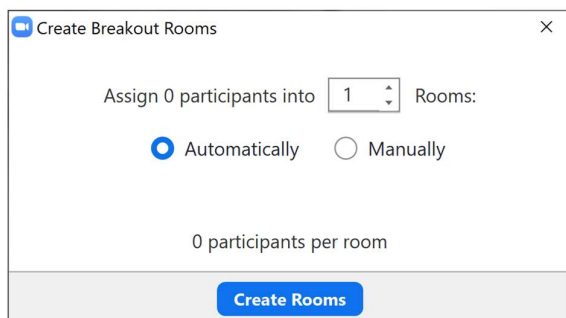 Create Breakout Rooms
Assign 0 participants into 1 Rooms:
Automatically Manually
0 participants per room
Create Rooms